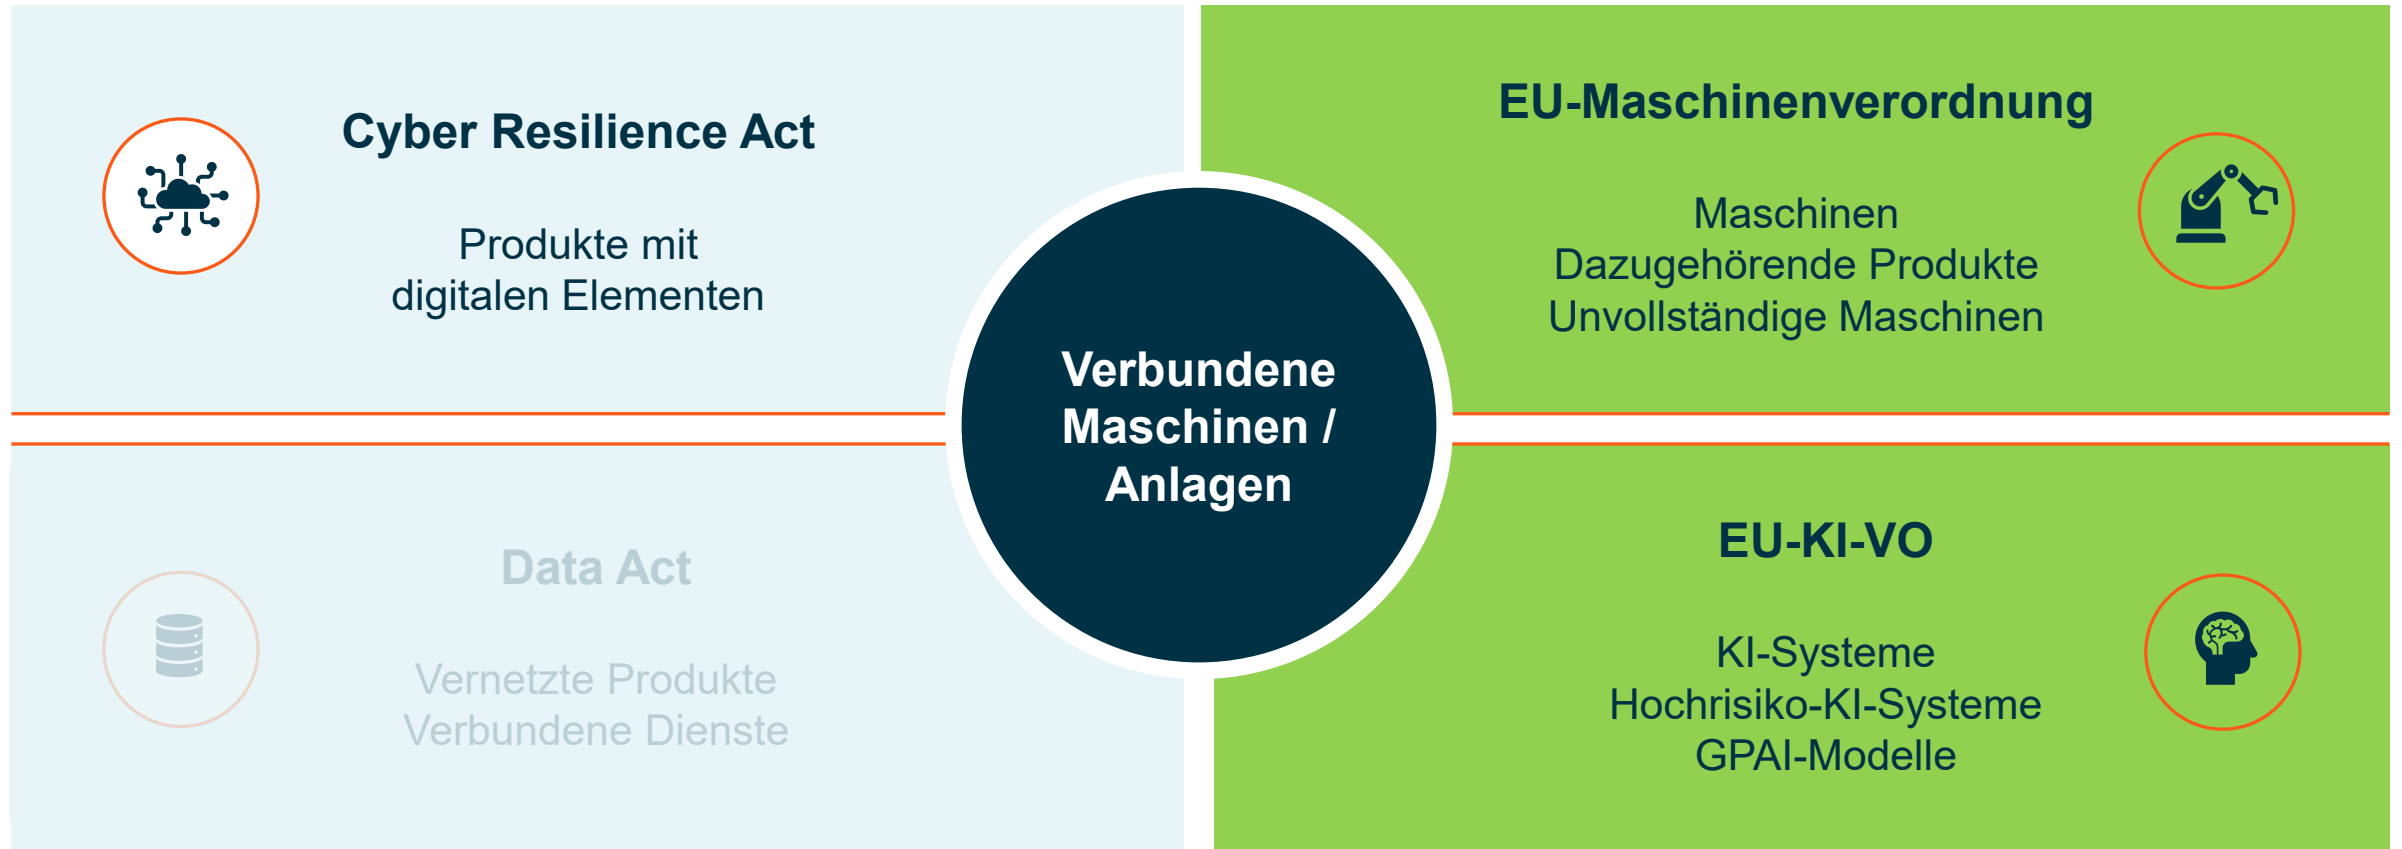 Cyber Resilience Act
Produkte mit
digitalen Elementen
EU-Maschinenverordnung
Maschinen
Dazugehörende Produkte
Unvollständige Maschinen
Verbundene
Maschinen /
Anlagen
Data Act
Vernetzte Produkte
Verbundene Dienste
EU-KI-VO
KI-Systeme
Hochrisiko-KI-Systeme
GPAI-Modelle